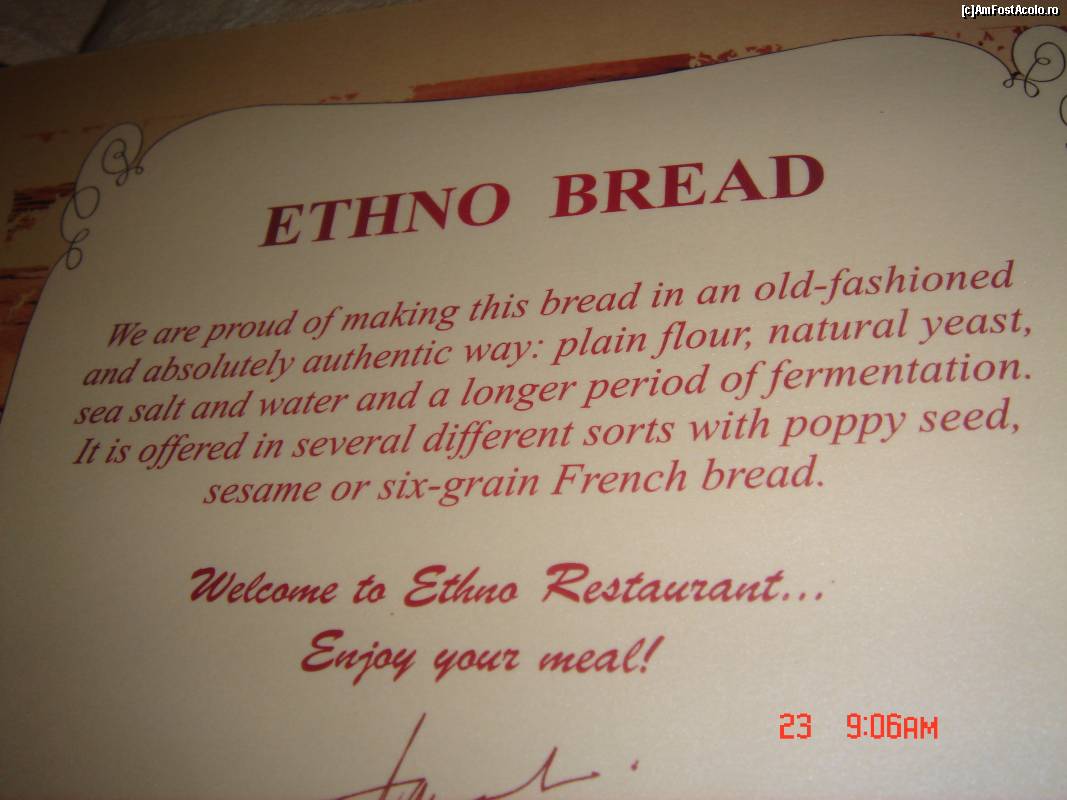 [c]AmFostAcolo.ro
ETHNO BREAD
We are proud of making this bread in an old-fashioned
and absolutely authentic way: plain flour, natural yeast,
sea salt and water and a longer period of fermentation.
It is offered in several different sorts with poppy seed,
sesame or six-grain French bread.
Welcome to Ethno Restaurant...
Enjoy your meal!
23 9:06AM